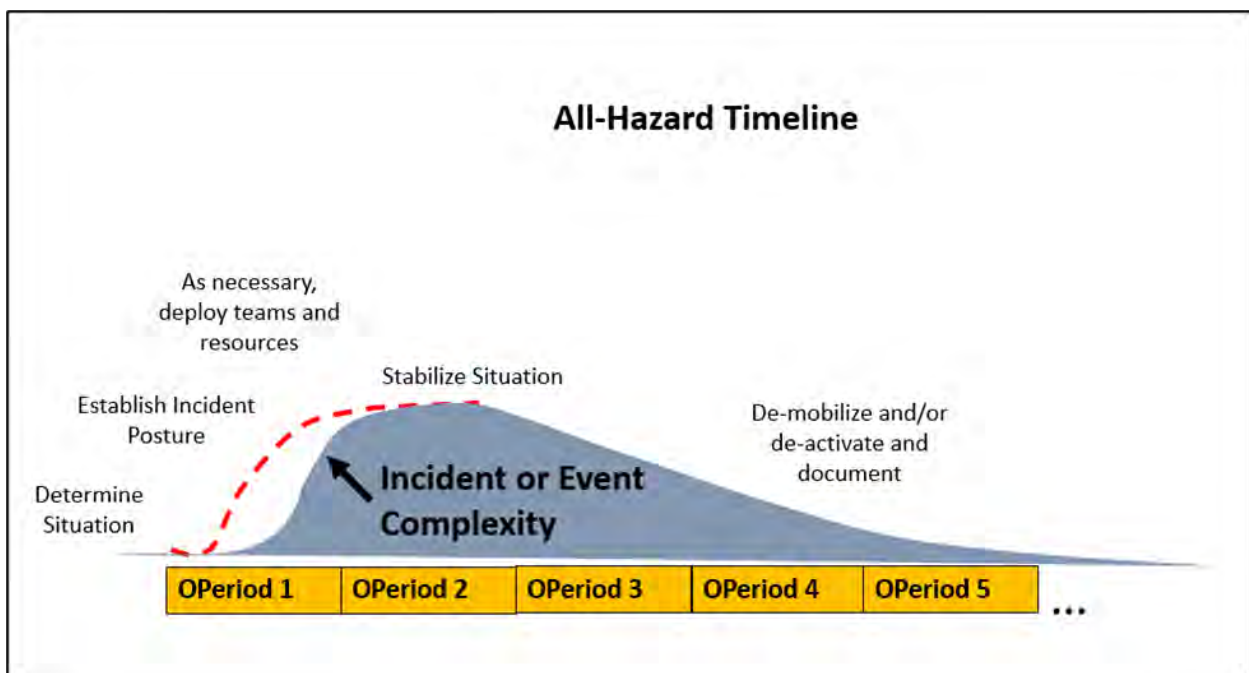 All-Hazard Timeline
As necessary,
deploy teams and
resources
Stabilize Situation
Establish Incident
Posture
De-mobilize and/or
de-activate and
document
Determine
Situation
Incident or Event
Complexity
OPeriod 1
OPeriod 2
OPeriod 3
OPeriod 4
OPeriod 5
...